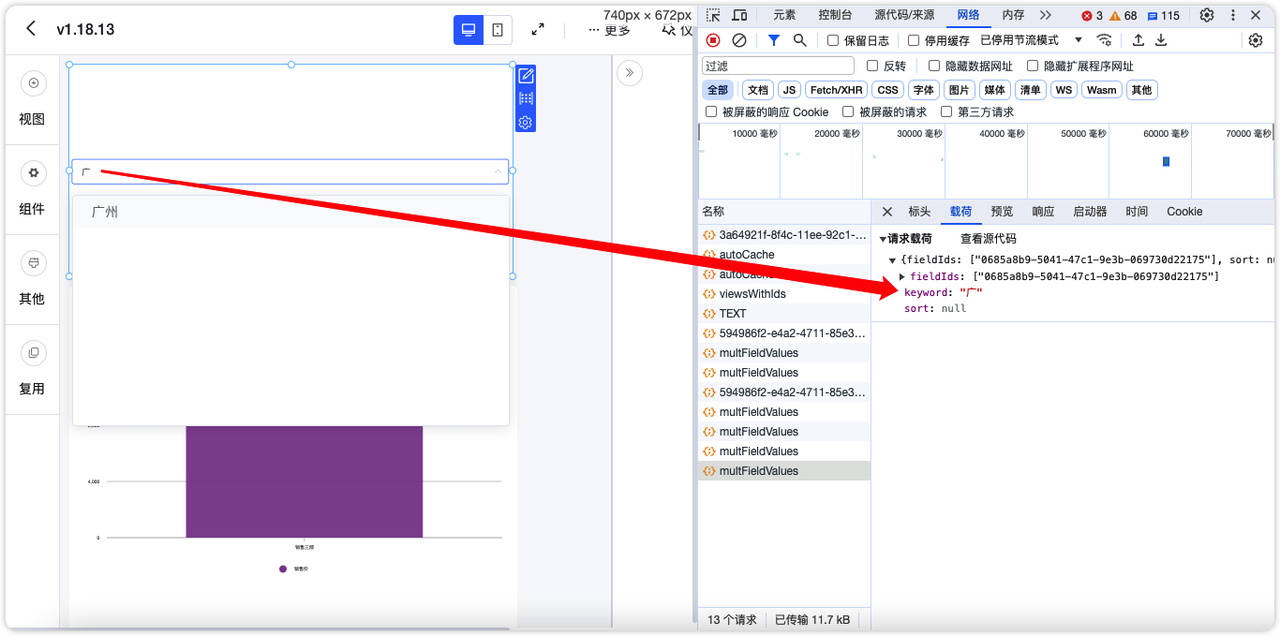 v1.18.13
740px × 672px
··· 更多
仅
视图
组件
其他
复用
广
广州
4,000
0
销售三部
销售价
元素
控制台
源代码/来源
网络
内存
3
68
115
保留日志
停用缓存
已停用节流模式
过滤
反转
隐藏数据网址
隐藏扩展程序网址
全部
文档
JS
Fetch/XHR
CSS
字体
图片
媒体
清单
WS
Wasm
其他
被屏蔽的响应 Cookie
被屏蔽的请求
第三方请求
10000 毫秒
20000 毫秒
30000 毫秒
40000 毫秒
50000 毫秒
60000 毫秒
70000 毫秒
名称
3a64921f-8f4c-11ee-92c1-...
autoCache
autoCache
viewsWithIds
TEXT
594986f2-e4a2-4711-85e3...
multFieldValues
multFieldValues
594986f2-e4a2-4711-85e3...
multFieldValues
multFieldValues
multFieldValues
multFieldValues
13 个请求
已传输 11.7 kB
标头
载荷
预览
响应
启动器
时间
Cookie
请求载荷
查看源代码
{fieldIds: ["0685a8b9-5041-47c1-9e3b-069730d22175"], sort: nu
fieldIds: ["0685a8b9-5041-47c1-9e3b-069730d22175"]
keyword: "广"
sort: null